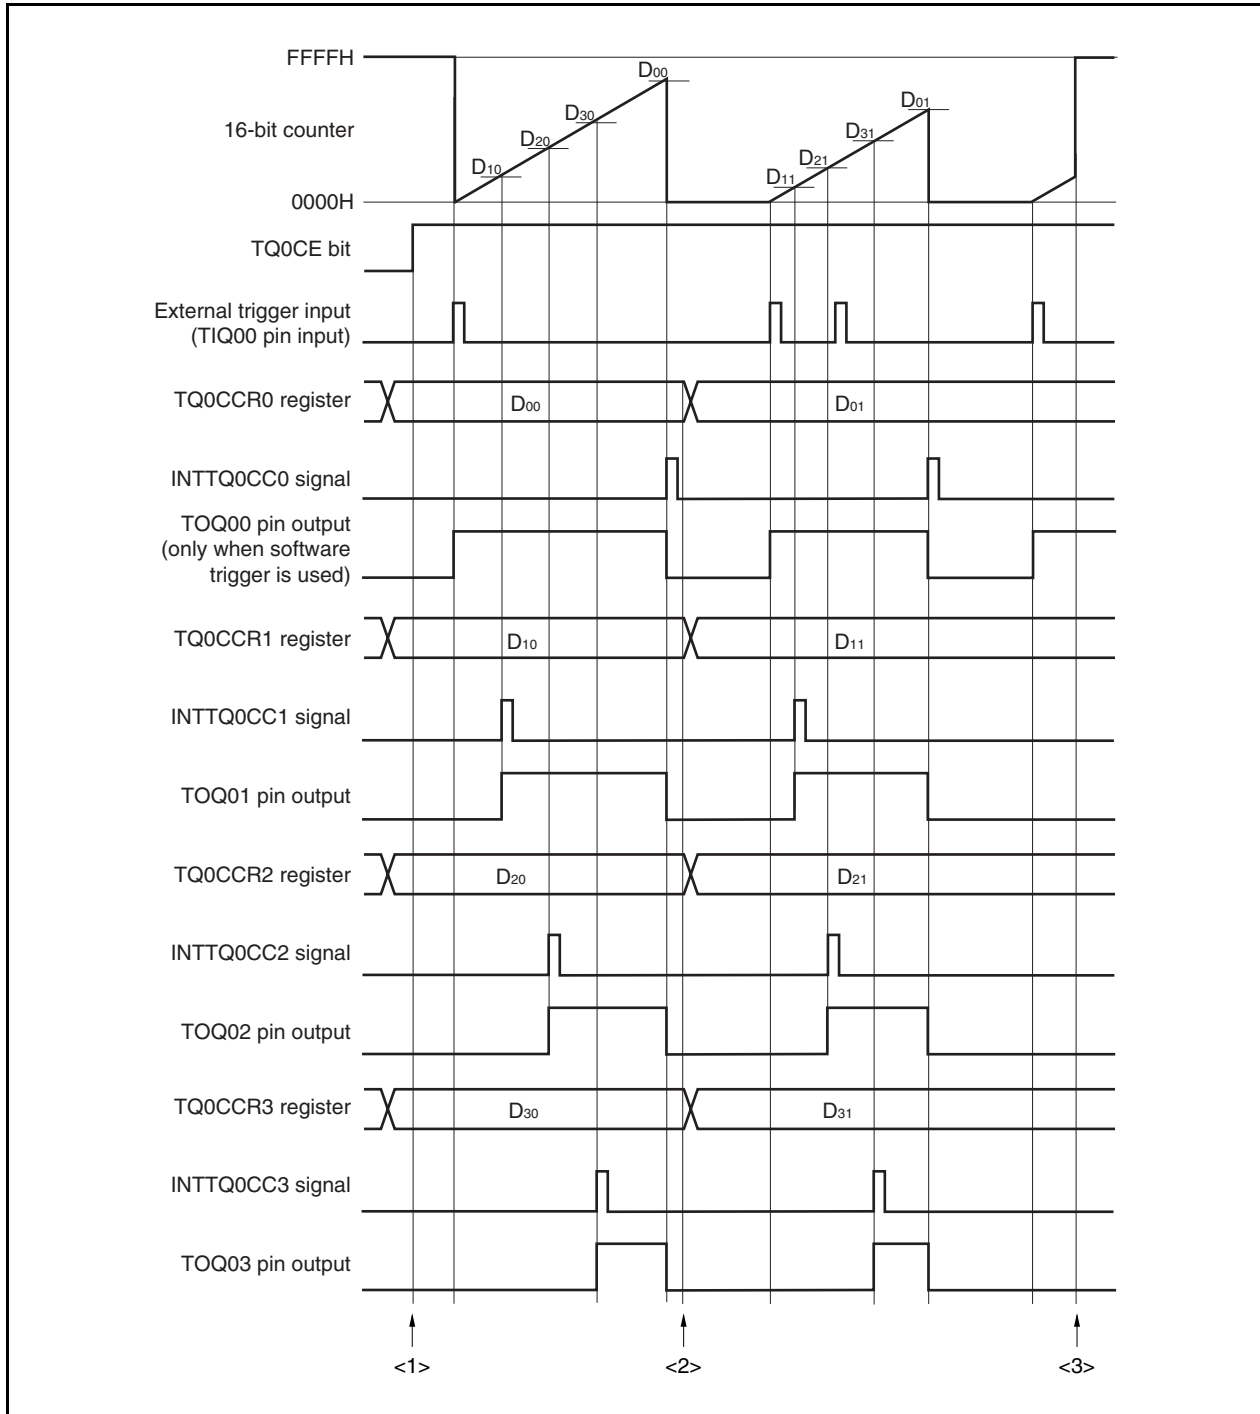 FFFFH
D00
D30
D01
16-bit counter
D20
D31
D10
D21
D11
0000H
TQ0CE bit
External trigger input
(TIQ00 pin input)
TQ0CCR0 register
D00
D01
INTTQ0CC0 signal
TOQ00 pin output
(only when software
trigger is used)
TQ0CCR1 register
D10
D11
INTTQ0CC1 signal
TOQ01 pin output
TQ0CCR2 register
D20
D21
INTTQ0CC2 signal
TOQ02 pin output
TQ0CCR3 register
D30
D31
INTTQ0CC3 signal
TOQ03 pin output
<1>
<2>
<3>